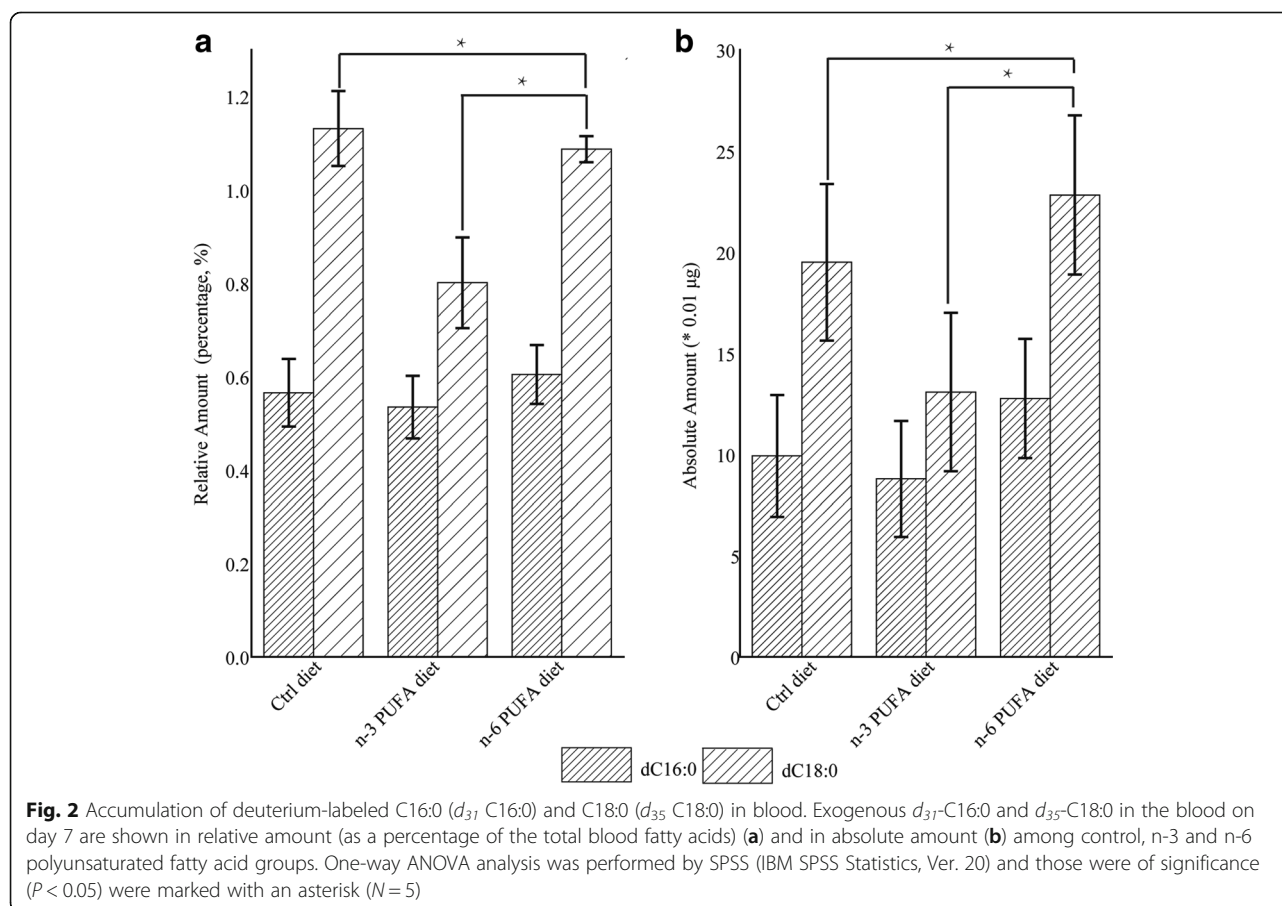 a
b
*
*
1.2
1.0
0.8
0.6
0.4
0.2
0.0
Relative Amount (percentage, %)
Ctrl diet
n-3 PUFA diet
n-6 PUFA diet
*
*
30
25
20
15
10
5
0
Absolute Amount (* 0.01 µg)
Ctrl diet
n-3 PUFA diet
n-6 PUFA diet
dC16:0 dC18:0
Fig. 2 Accumulation of deuterium-labeled C16:0 (d31 C16:0) and C18:0 (d35 C18:0) in blood. Exogenous d31-C16:0 and d35-C18:0 in the blood on
day 7 are shown in relative amount (as a percentage of the total blood fatty acids) (a) and in absolute amount (b) among control, n-3 and n-6
polyunsaturated fatty acid groups. One-way ANOVA analysis was performed by SPSS (IBM SPSS Statistics, Ver. 20) and those were of significance
(P < 0.05) were marked with an asterisk (N = 5)